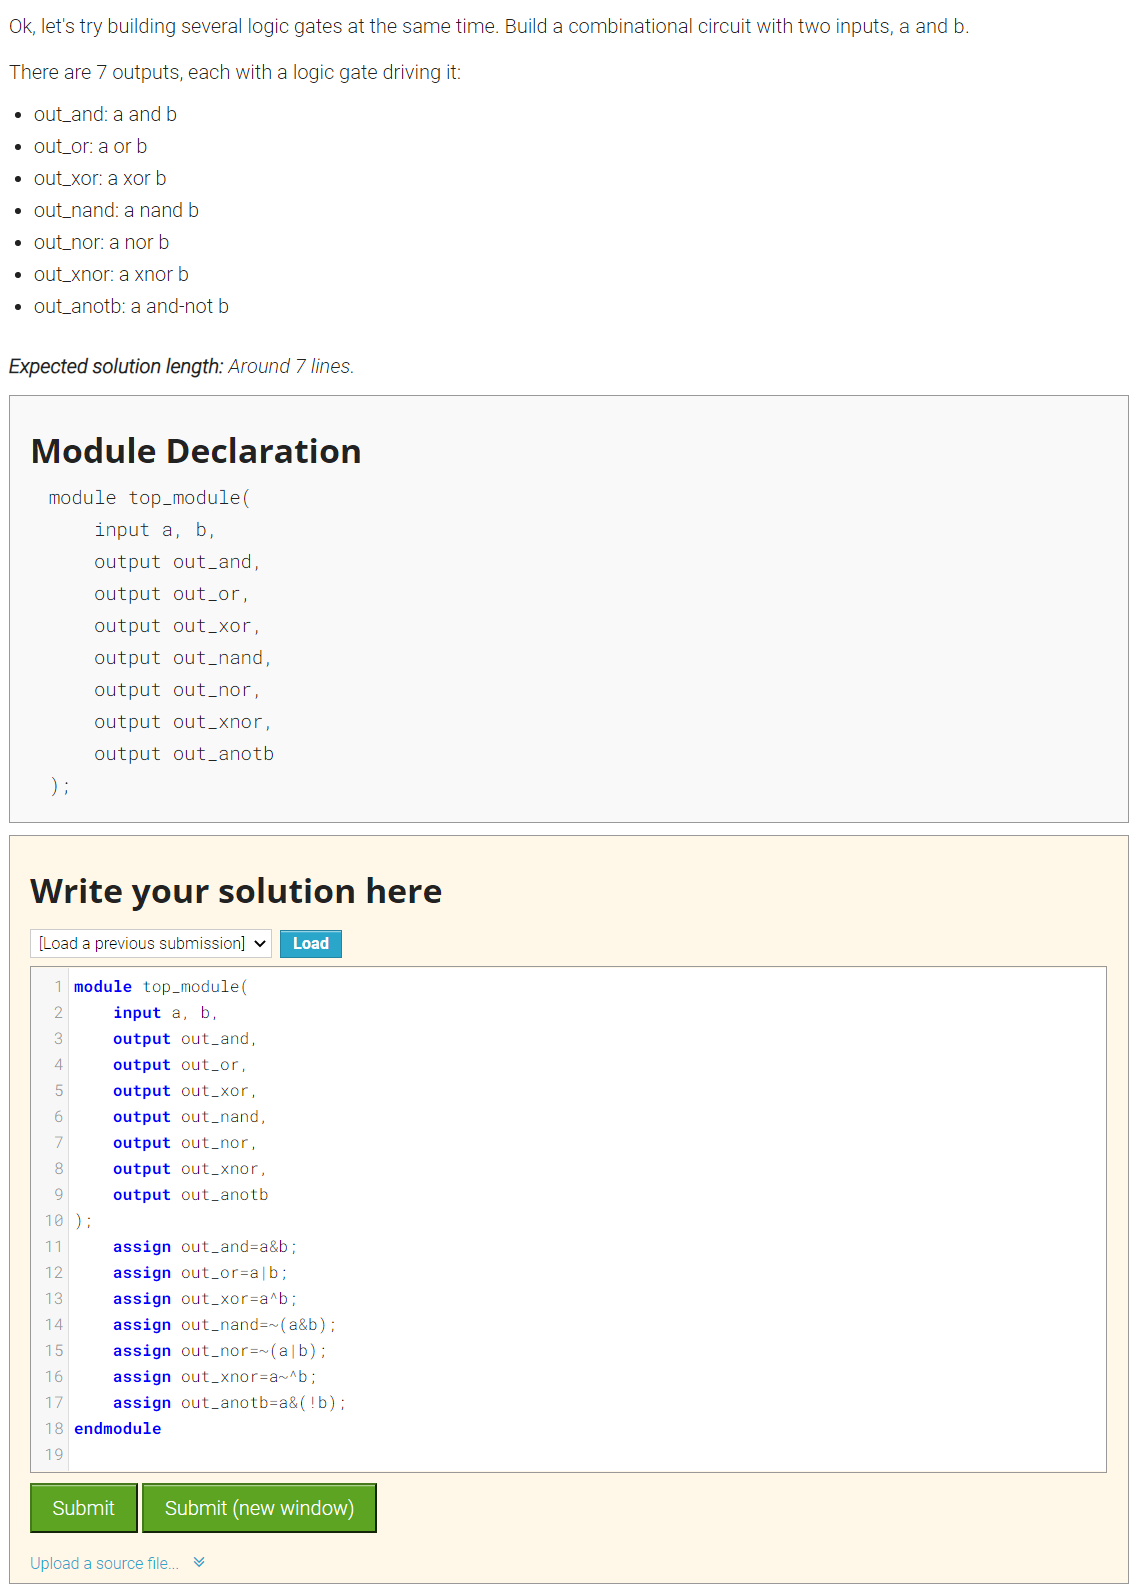 Ok, let's try building several logic gates at the same time. Build a combinational circuit with two inputs, a and b.
There are 7 outputs, each with a logic gate driving it:
• out_and: a and b
• out_or: a or b
• out_xor: a xor b
• out_nand: a nand b
• out_nor: a nor b
• out_xnor: a xnor b
• out_anotb: a and-not b
Expected solution length: Around 7 lines.
Module Declaration
module top_module(
    input a, b,
    output out_and,
    output out_or,
    output out_xor,
    output out_nand,
    output out_nor,
    output out_xnor,
    output out_anotb
);
Write your solution here
[Load a previous submission] Load
1 module top_module(
2     input a, b,
3     output out_and,
4     output out_or,
5     output out_xor,
6     output out_nand,
7     output out_nor,
8     output out_xnor,
9     output out_anotb
10 );
11     assign out_and=a&b;
12     assign out_or=a|b;
13     assign out_xor=a^b;
14     assign out_nand=~(a&b);
15     assign out_nor=~(a|b);
16     assign out_xnor=a~^b;
17     assign out_anotb=a&(!b);
18 endmodule
19
Submit Submit (new window)
Upload a source file...